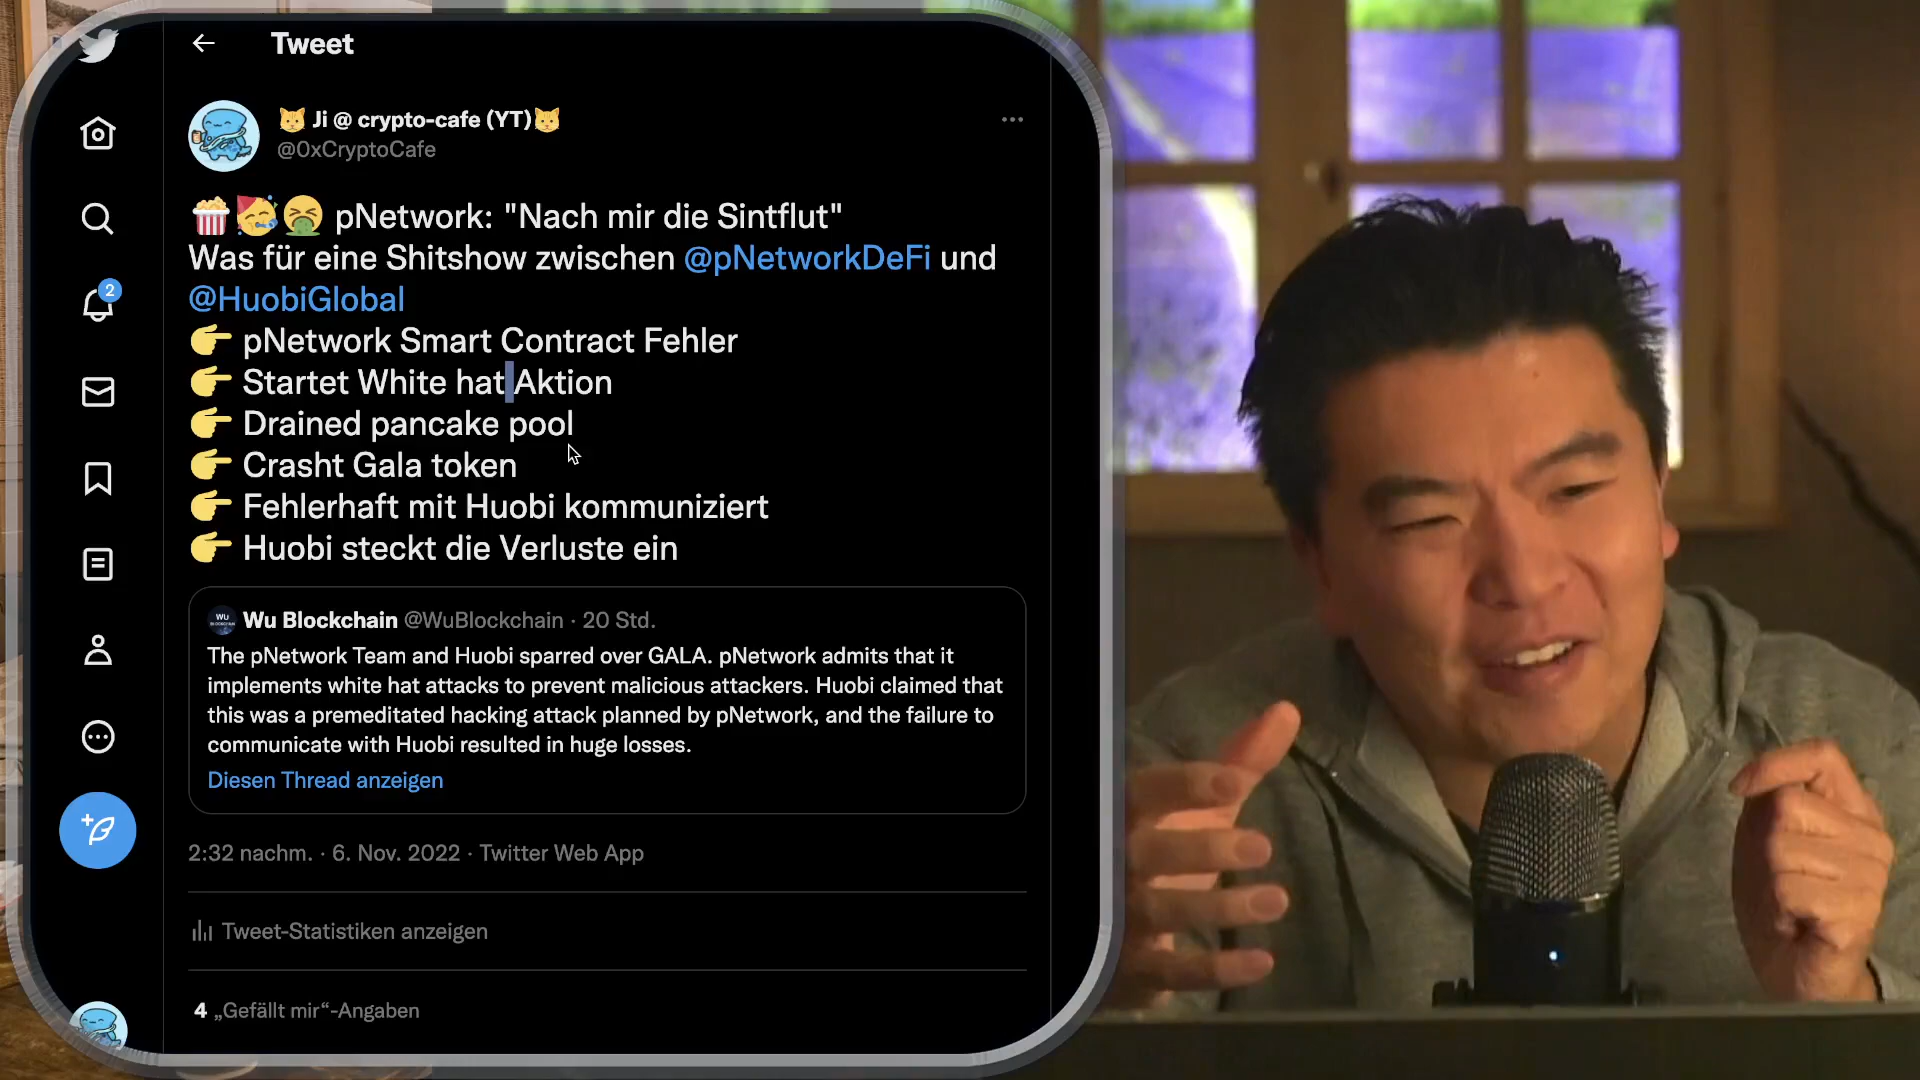 Tweet
🐱 Ji @ crypto-cafe (YT)🐱
@0xCryptoCafe
🍿🥳🤮 pNetwork: "Nach mir die Sintflut"
Was für eine Shitshow zwischen @pNetworkDeFi und
@HuobiGlobal
👉 pNetwork Smart Contract Fehler
👉 Startet White hat Aktion
👉 Drained pancake pool
👉 Crasht Gala token
👉 Fehlerhaft mit Huobi kommuniziert
👉 Huobi steckt die Verluste ein
Wu Blockchain @WuBlockchain · 20 Std.
The pNetwork Team and Huobi sparred over GALA. pNetwork admits that it
implements white hat attacks to prevent malicious attackers. Huobi claimed that
this was a premeditated hacking attack planned by pNetwork, and the failure to
communicate with Huobi resulted in huge losses.
Diesen Thread anzeigen
2:32 nachm. · 6. Nov. 2022 · Twitter Web App
Tweet-Statistiken anzeigen
4 „Gefällt mir“-Angaben
2